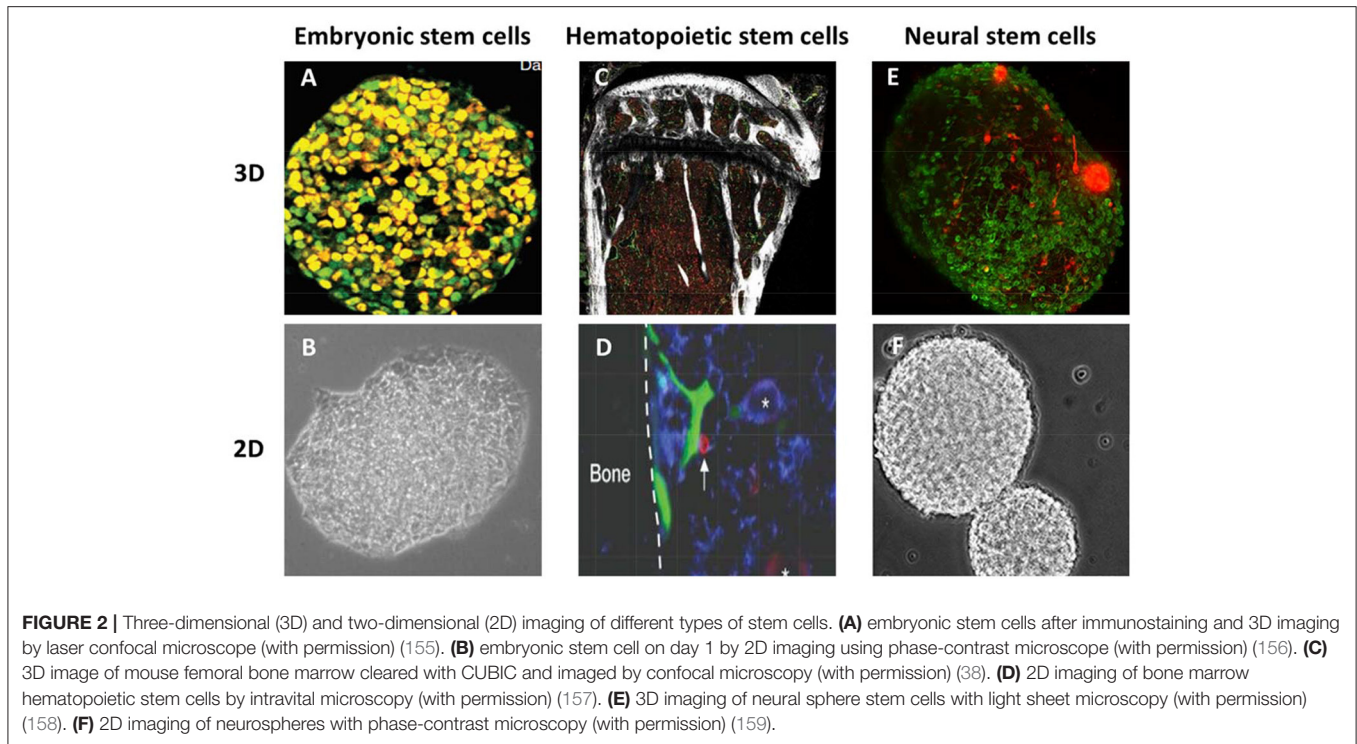 Embryonic stem cells Hematopoietic stem cells Neural stem cells
A Da C E
3D
B D F
*
2D
Bone
*
FIGURE 2 | Three-dimensional (3D) and two-dimensional (2D) imaging of different types of stem cells. (A) embryonic stem cells after immunostaining and 3D imaging
by laser confocal microscope (with permission) (155). (B) embryonic stem cell on day 1 by 2D imaging using phase-contrast microscope (with permission) (156). (C)
3D image of mouse femoral bone marrow cleared with CUBIC and imaged by confocal microscopy (with permission) (38). (D) 2D imaging of bone marrow
hematopoietic stem cells by intravital microscopy (with permission) (157). (E) 3D imaging of neural sphere stem cells with light sheet microscopy (with permission)
(158). (F) 2D imaging of neurospheres with phase-contrast microscopy (with permission) (159).